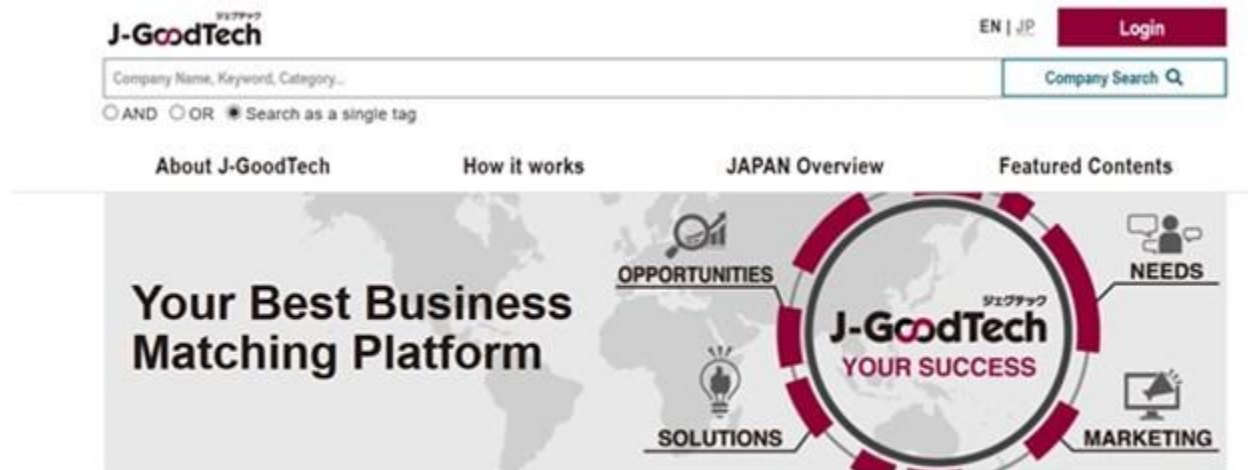 ジェグテック
J-GoodTech
EN | JP
Login
Company Name, Keyword, Category...
Company Search
AND OR Search as a single tag
About J-GoodTech How it works JAPAN Overview Featured Contents
Your Best Business
Matching Platform
OPPORTUNITIES
NEEDS
ジェグテック
J-GoodTech
YOUR SUCCESS
SOLUTIONS
MARKETING